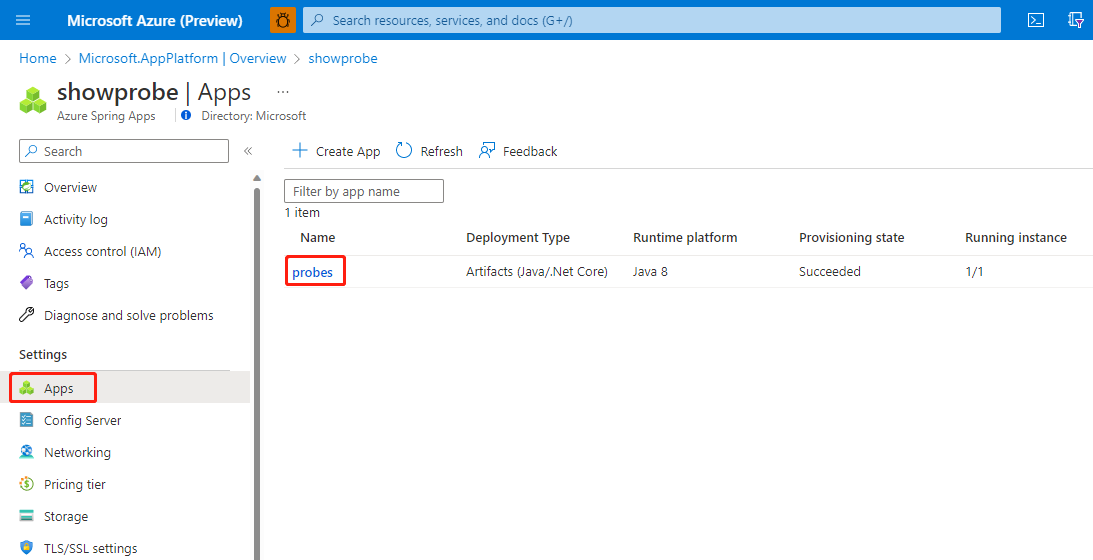 Microsoft Azure (Preview)
Search resources, services, and docs (G+/)
Home > Microsoft.AppPlatform | Overview > showprobe
showprobe | Apps ...
Azure Spring Apps
Directory: Microsoft
Search
«
Create App
Refresh
Feedback
Overview
Activity log
Access control (IAM)
Tags
Diagnose and solve problems
Settings
Apps
Config Server
Networking
Pricing tier
Storage
TLS/SSL settings
Filter by app name
1 item
Name Deployment Type Runtime platform Provisioning state Running instance
probes Artifacts (Java/.Net Core) Java 8 Succeeded 1/1